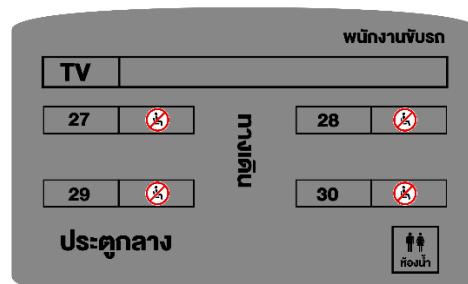 พนักงานขับรถ
TV
27 28
ทางเดิน
29 30
ประตูกลาง
ห้องน้ำ